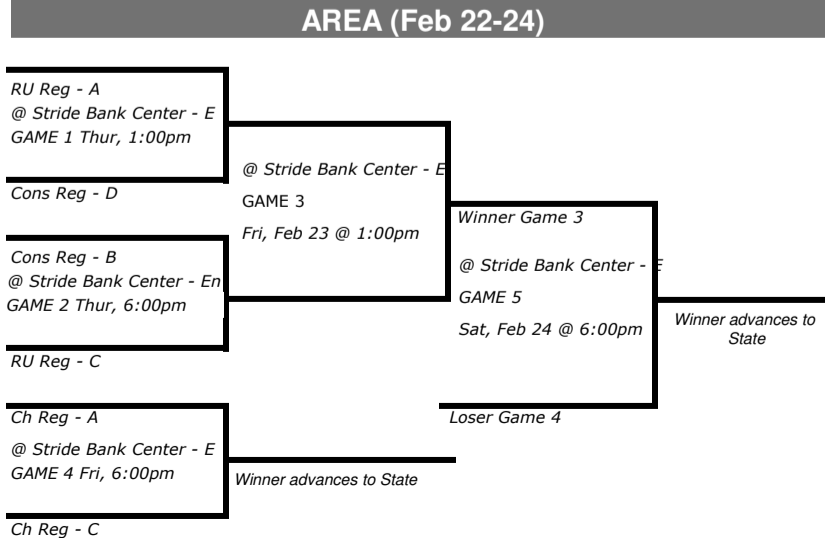 AREA (Feb 22-24)
RU Reg - A
@ Stride Bank Center - E
GAME 1 Thur, 1:00pm
Cons Reg - D
@ Stride Bank Center - E
GAME 3
Fri, Feb 23 @ 1:00pm
Cons Reg - B
@ Stride Bank Center - En
GAME 2 Thur, 6:00pm
RU Reg - C
Winner Game 3
@ Stride Bank Center - E
GAME 5
Sat, Feb 24 @ 6:00pm
Loser Game 4
Winner advances to
State
Ch Reg - A
@ Stride Bank Center - E
GAME 4 Fri, 6:00pm
Ch Reg - C
Winner advances to State